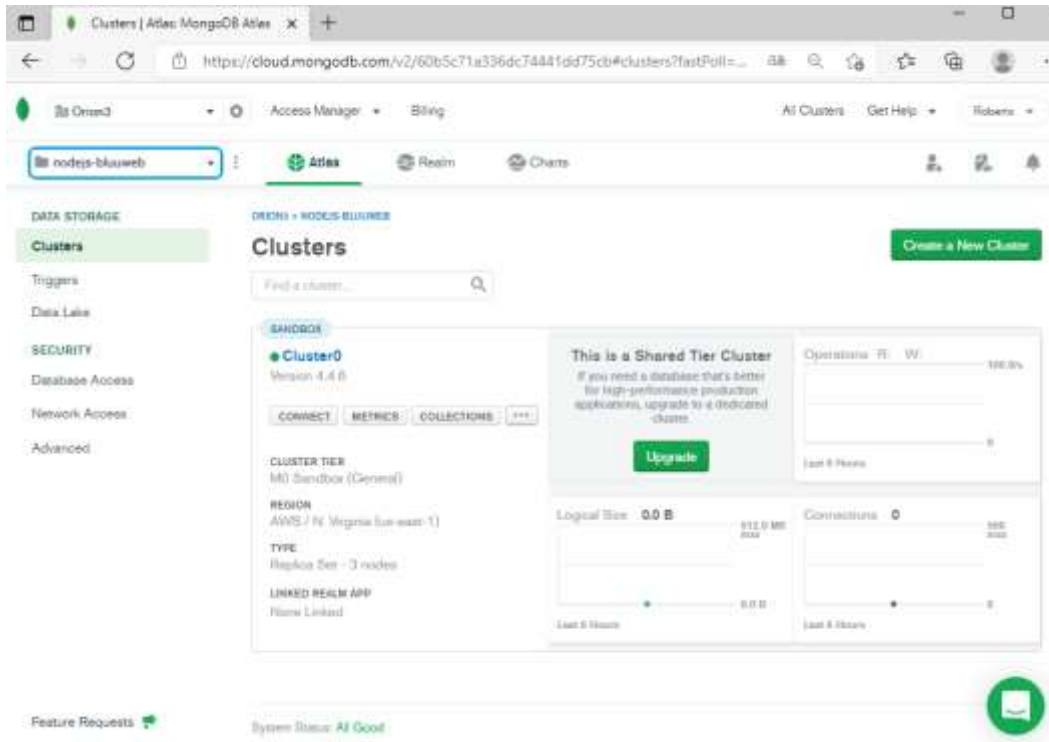 Clusters | Atlas: MongoDB Atlas
https://cloud.mongodb.com/v2/60b5c71a336dc74441dd75cb#clusters?fastPoll=...
Orion3
Access Manager
Billing
All Clusters
Get Help
Roberto
nodejs-bluuweb
Atlas
Realm
Charts
DATA STORAGE
Clusters
Triggers
Data Lake
SECURITY
Database Access
Network Access
Advanced
ORION3 > NODEJS-BLUUWEB
Clusters
Create a New Cluster
Find a cluster...
SANDBOX
Cluster0
Version 4.4.6
CONNECT
METRICS
COLLECTIONS
...
CLUSTER TIER
M0 Sandbox (General)
REGION
AWS / N. Virginia (us-east-1)
TYPE
Replica Set - 3 nodes
LINKED REALM APP
None Linked
This is a Shared Tier Cluster
If you need a database that's better
for high-performance production
applications, upgrade to a dedicated
cluster.
Upgrade
Operations R: W:
100.0/s
0
Last 6 Hours
Logical Size 0.0 B
512.0 MB
max
0.0 B
Last 6 Hours
Connections 0
500
max
0
Last 6 Hours
Feature Requests
System Status: All Good